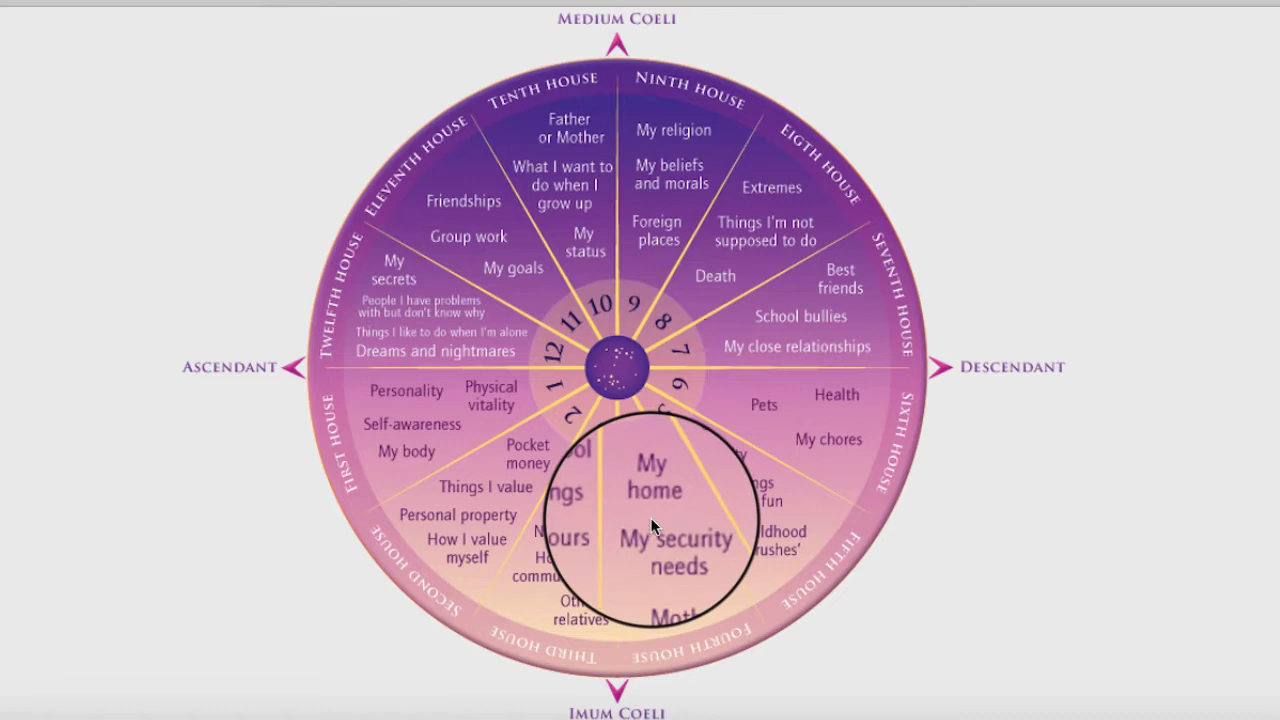 MEDIUM COELI
TENTH HOUSE
NINTH HOUSE
ELEVENTH HOUSE
EIGTH HOUSE
TWELFTH HOUSE
SEVENTH HOUSE
Father
or Mother
What I want to
do when I
grow up
My
status
My religion
My beliefs
and morals
Foreign
places
Extremes
Things I'm not
supposed to do
Death
Friendships
Group work
My goals
Best
friends
School bullies
My close relationships
My
secrets
People I have problems
with but don't know why
Things I like to do when I'm alone
Dreams and nightmares
12
11
10
9
8
7
ASCENDANT
DESCENDANT
1
2
6
Personality
Physical
vitality
Self-awareness
My body
Pets
Health
My chores
FIRST HOUSE
SIXTH HOUSE
Pocket
money
Things I value
Personal property
How I value
myself
My
home
My security
needs
ours
fun
Other
relatives
SECOND HOUSE
THIRD HOUSE
FOURTH HOUSE
FIFTH HOUSE
IMUM COELI